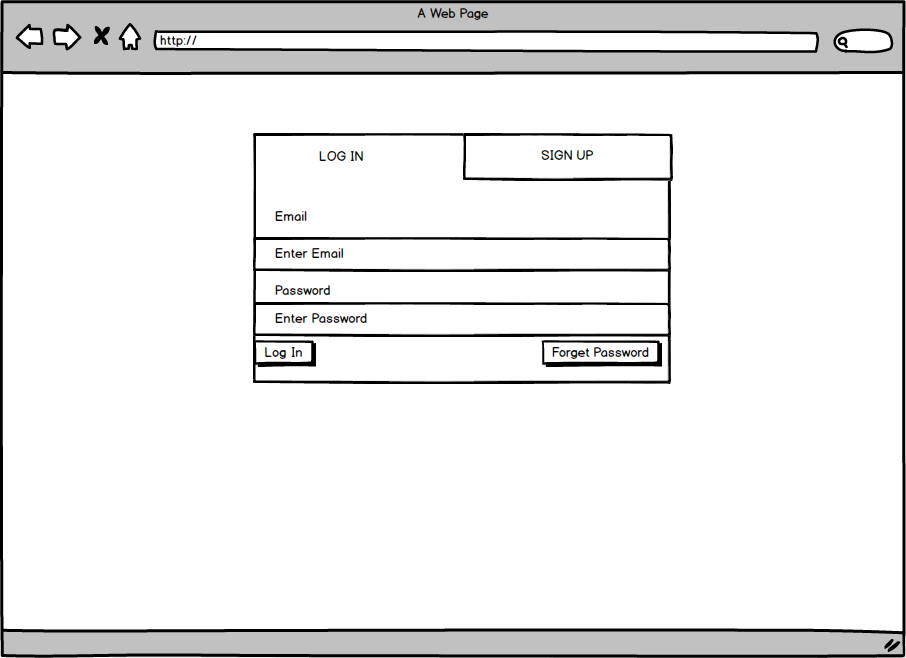 A Web Page
http://
LOG IN
SIGN UP
Email
Enter Email
Password
Enter Password
Log In
Forget Password